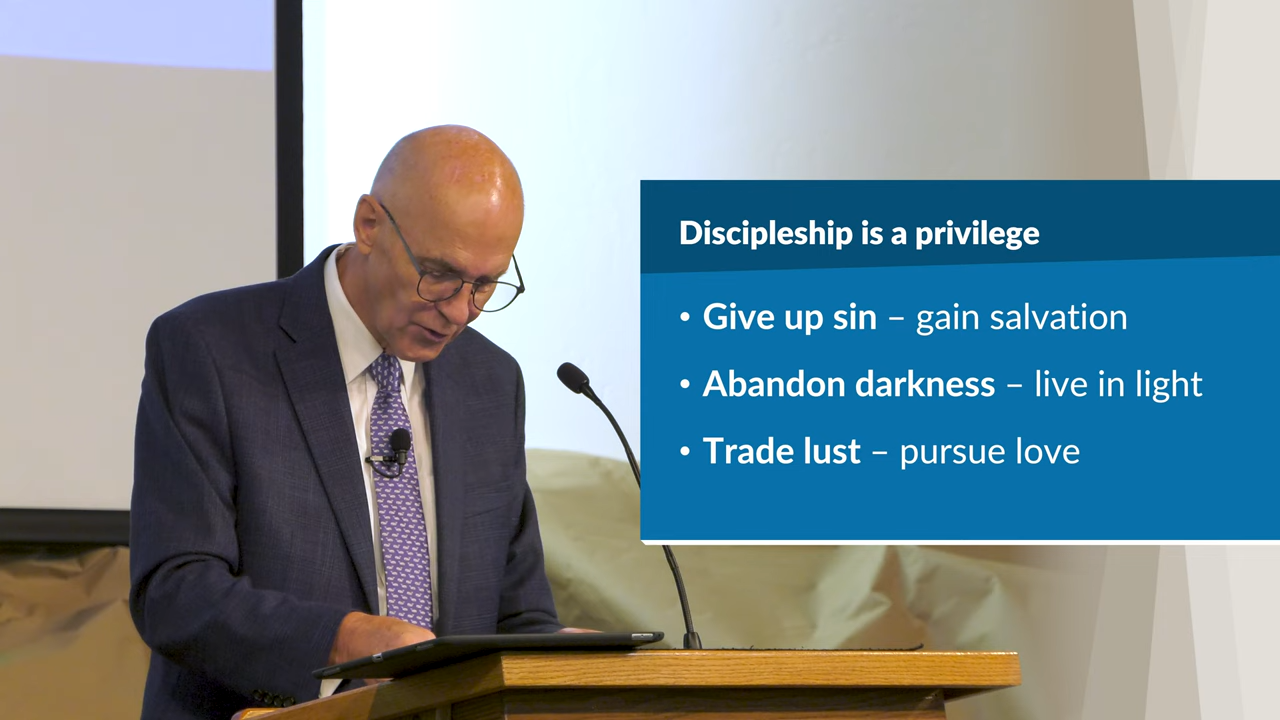 Discipleship is a privilege
• Give up sin – gain salvation
• Abandon darkness – live in light
• Trade lust – pursue love